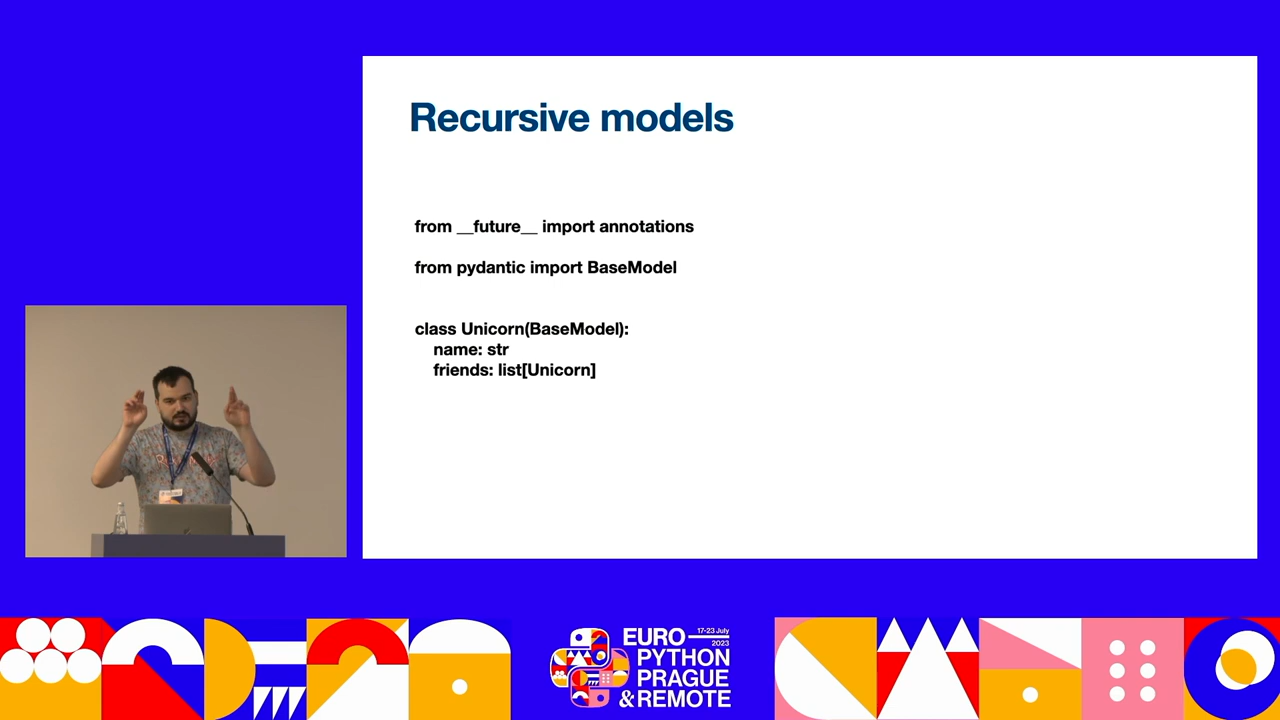 Recursive models
from __future__ import annotations
from pydantic import BaseModel
class Unicorn(BaseModel):
name: str
friends: list[Unicorn]
EURO
17-23 July
2023
PYTHON
PRAGUE
& REMOTE